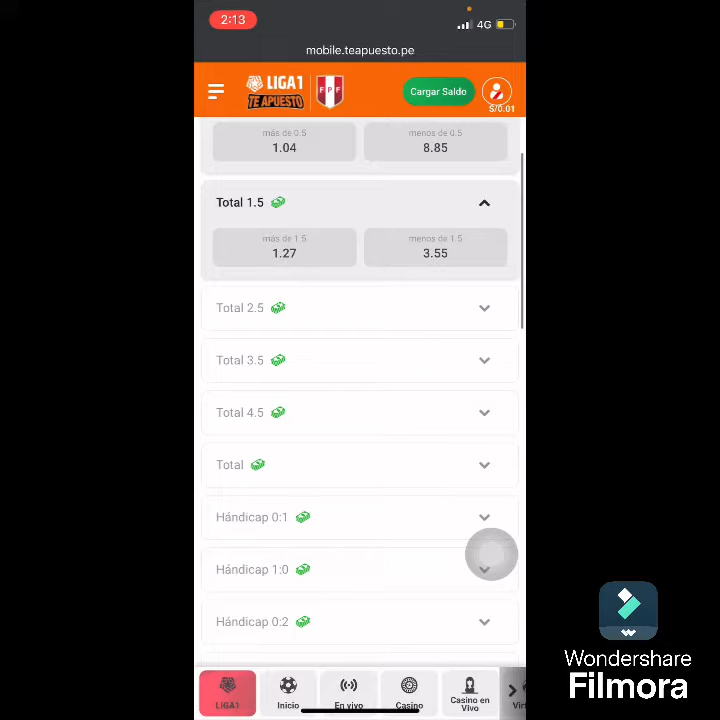 2:13
4G
mobile.teapuesto.pe
LIGA1
TE APUESTO
FPF
Cargar Saldo
S/0.01
más de 0.5
menos de 0.5
1.04
8.85
Total 1.5
más de 1.5
menos de 1.5
1.27
3.55
Total 2.5
Total 3.5
Total 4.5
Total
Hándicap 0:1
Hándicap 1:0
Hándicap 0:2
LIGA1
Inicio
En vivo
Casino
Casino en
Vivo
Wondershare
Filmora